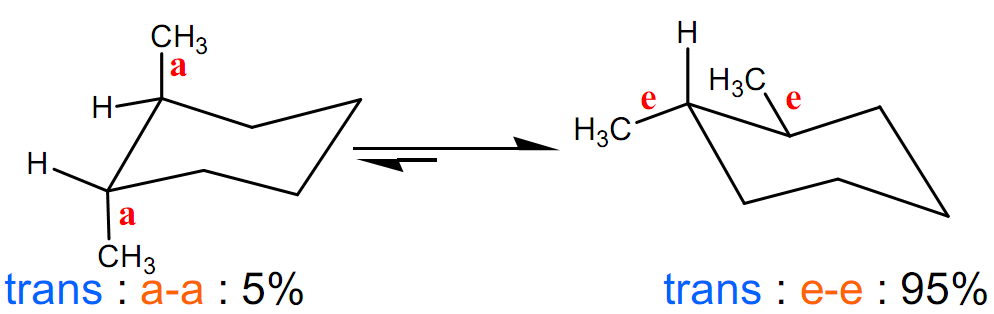 CH₃
a
H
H
a
CH₃
trans : a-a : 5%
H
H₃C
e
e
H₃C
trans : e-e : 95%